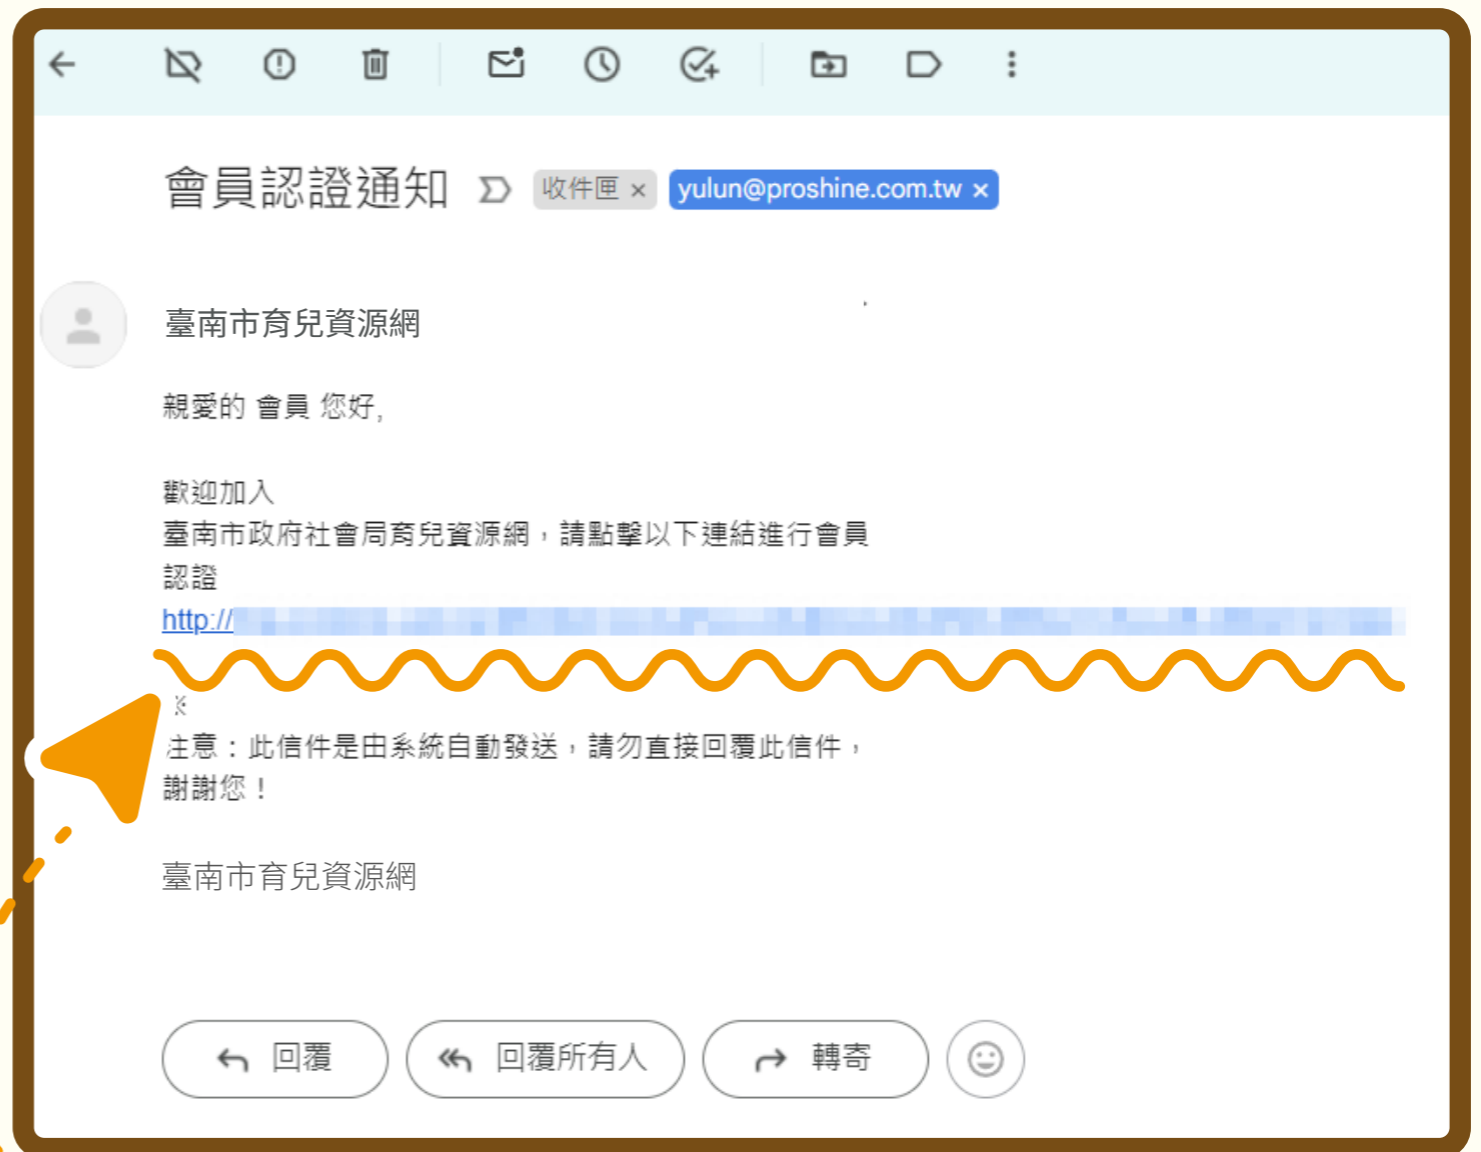 會員認證通知 收件匣 × yulun@proshine.com.tw ×
臺南市育兒資源網
親愛的 會員 您好,
歡迎加入
臺南市政府社會局育兒資源網，請點擊以下連結進行會員
認證
http://
※
注意：此信件是由系統自動發送，請勿直接回覆此信件，
謝謝您！
臺南市育兒資源網
回覆 回覆所有人 轉寄